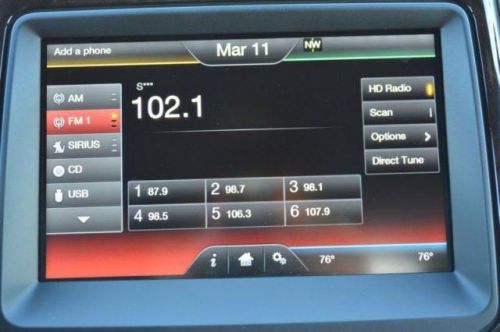 Add a phone
Mar 11
NW
AM
FM 1
SIRIUS
CD
USB
S***
102.1
HD Radio
Scan
Options
Direct Tune
1 87.9
2 98.7
3 98.1
4 98.5
5 106.3
6 107.9
i
76°
76°